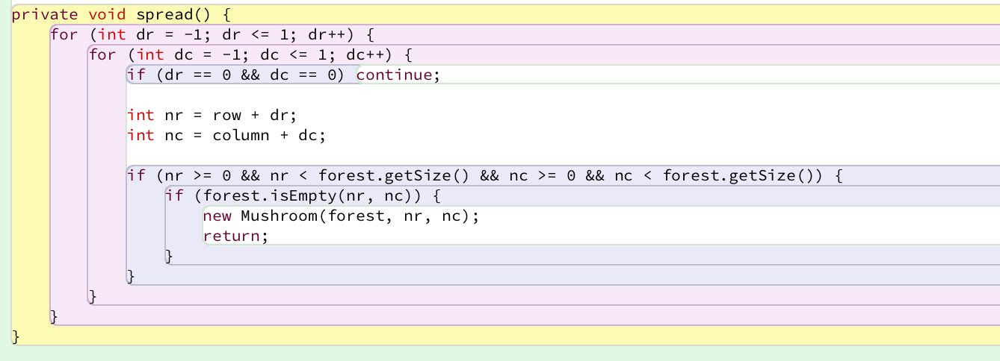 private void spread() {
for (int dr = -1; dr <= 1; dr++) {
for (int dc = -1; dc <= 1; dc++) {
if (dr == 0 && dc == 0) continue;
int nr = row + dr;
int nc = column + dc;
if (nr >= 0 && nr < forest.getSize() && nc >= 0 && nc < forest.getSize()) {
if (forest.isEmpty(nr, nc)) {
new Mushroom(forest, nr, nc);
return;
}
}
}
}
}